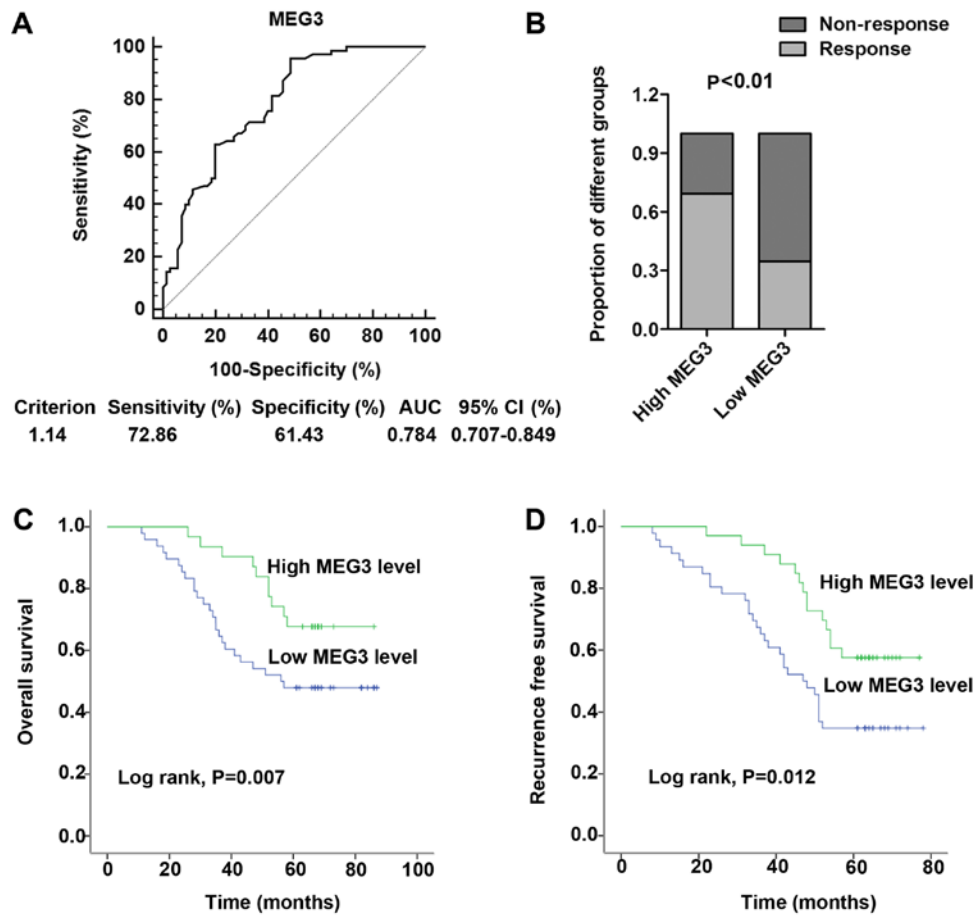 A
MEG3
Sensitivity (%)
100
80
60
40
20
0
0 20 40 60 80 100
100-Specificity (%)
Criterion Sensitivity (%) Specificity (%) AUC 95% CI (%)
1.14 72.86 61.43 0.784 0.707-0.849
B
Non-response
Response
P<0.01
Proportion of different groups
1.2
0.9
0.6
0.3
0.0
High MEG3
Low MEG3
C
Overall survival
1.0
0.8
0.6
0.4
0.2
0.0
High MEG3 level
Low MEG3 level
Log rank, P=0.007
0 20 40 60 80 100
Time (months)
D
Recurrence free survival
1.0
0.8
0.6
0.4
0.2
0.0
High MEG3 level
Low MEG3 level
Log rank, P=0.012
0 20 40 60 80
Time (months)